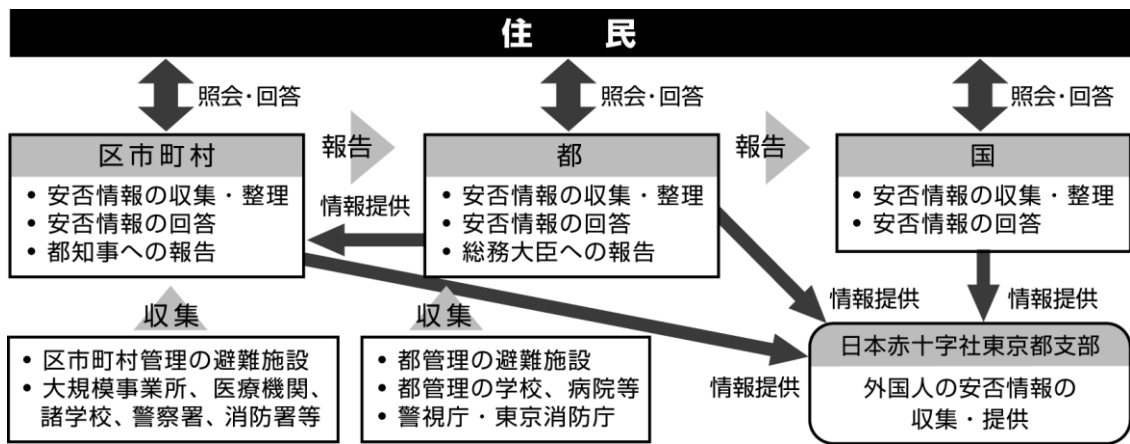 住　民
照会・回答
照会・回答
照会・回答
区市町村
• 安否情報の収集・整理
• 安否情報の回答
• 都知事への報告
報告
情報提供
都
• 安否情報の収集・整理
• 安否情報の回答
• 総務大臣への報告
報告
国
• 安否情報の収集・整理
• 安否情報の回答
収集
• 区市町村管理の避難施設
• 大規模事業所、医療機関、
諸学校、警察署、消防署等
収集
• 都管理の避難施設
• 都管理の学校、病院等
• 警視庁・東京消防庁
情報提供
情報提供
情報提供
日本赤十字社東京都支部
外国人の安否情報の
収集・提供